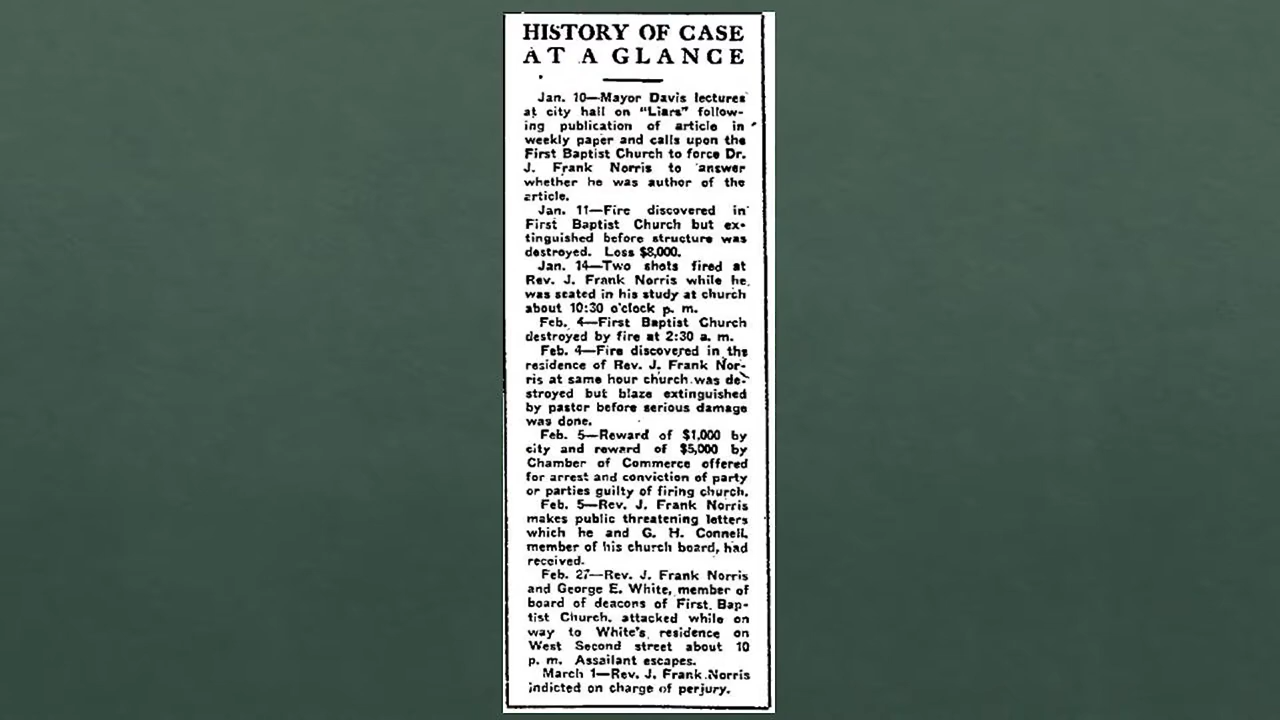 HISTORY OF CASE
AT A GLANCE
Jan. 10—Mayor Davis lectures
at city hall on "Liars" follow-
ing publication of article in
weekly paper and calls upon the
First Baptist Church to force Dr.
J. Frank Norris to answer
whether he was author of the
article.
Jan. 11—Fire discovered in
First Baptist Church but ex-
tinguished before structure was
destroyed. Loss $8,000.
Jan. 14—Two shots fired at
Rev. J. Frank Norris while he
was seated in his study at church
about 10:30 o'clock p. m.
Feb. 4—First Baptist Church
destroyed by fire at 2:30 a. m.
Feb. 4—Fire discovered in the
residence of Rev. J. Frank Nor-
ris at same hour church was de-
stroyed but blaze extinguished
by pastor before serious damage
was done.
Feb. 5—Reward of $1,000 by
city and reward of $5,000 by
Chamber of Commerce offered
for arrest and conviction of party
or parties guilty of firing church.
Feb. 5—Rev. J. Frank Norris
makes public threatening letters
which he and G. H. Connell,
member of his church board, had
received.
Feb. 27—Rev. J. Frank Norris
and George E. White, member of
board of deacons of First Bap-
tist Church, attacked while on
way to White's residence on
West Second street about 10
p. m. Assailant escapes.
March 1—Rev. J. Frank Norris
indicted on charge of perjury.